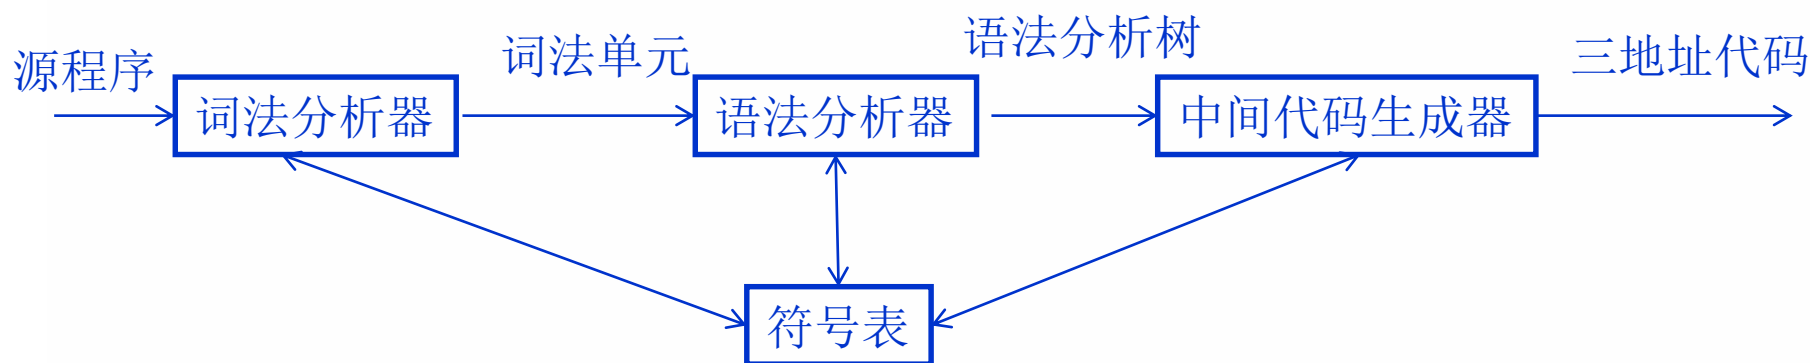 源程序
词法分析器
词法单元
语法分析器
语法分析树
中间代码生成器
三地址代码
符号表